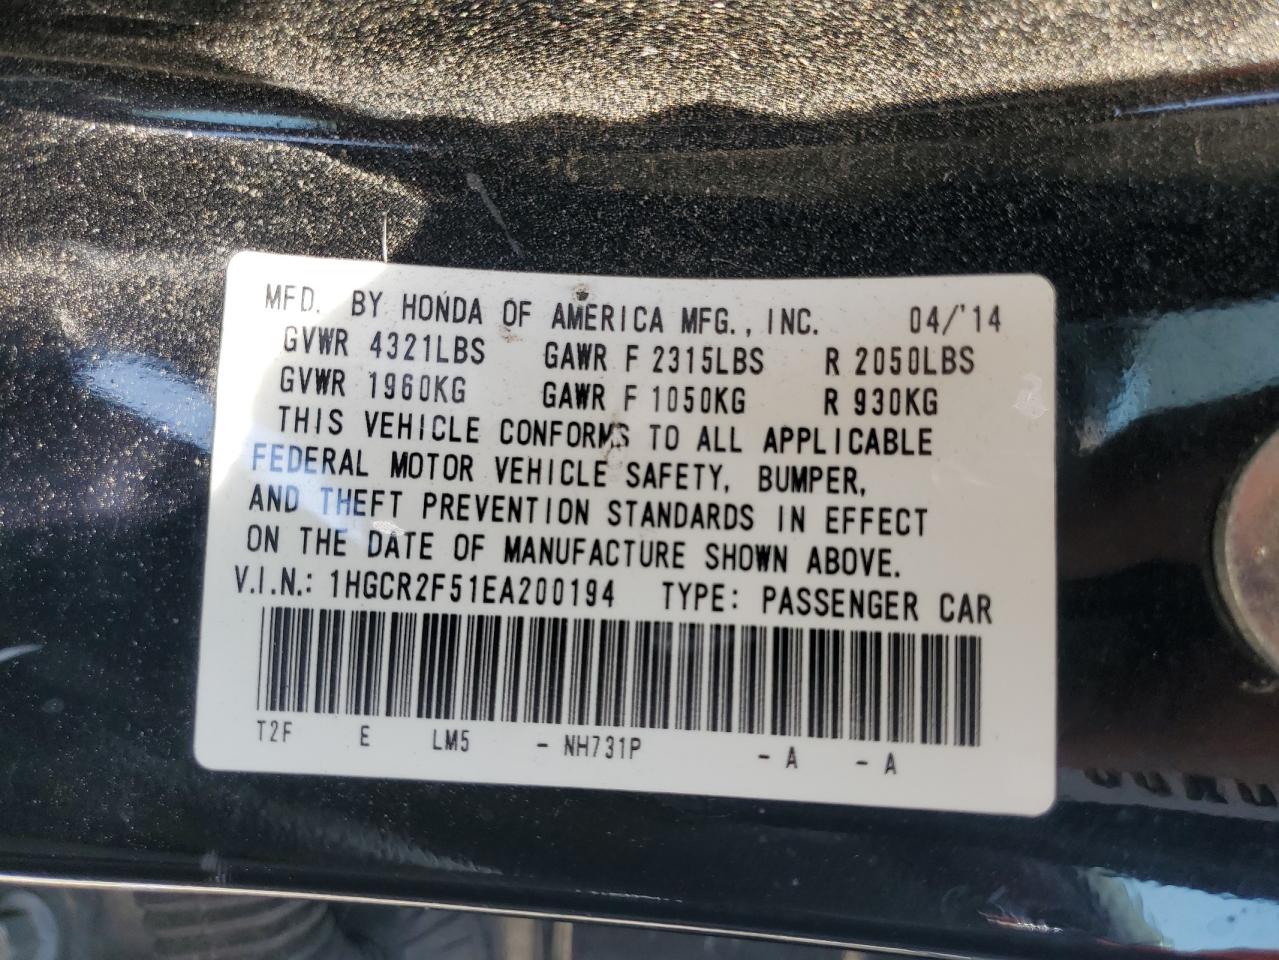 MFD. BY HONDA OF AMERICA MFG., INC. 04/'14
GVWR 4321LBS GAWR F 2315LBS R 2050LBS
GVWR 1960KG GAWR F 1050KG R 930KG
THIS VEHICLE CONFORMS TO ALL APPLICABLE
FEDERAL MOTOR VEHICLE SAFETY, BUMPER,
AND THEFT PREVENTION STANDARDS IN EFFECT
ON THE DATE OF MANUFACTURE SHOWN ABOVE.
V.I.N.: 1HGCR2F51EA200194 TYPE: PASSENGER CAR
T2F E LM5 - NH731P - A - A